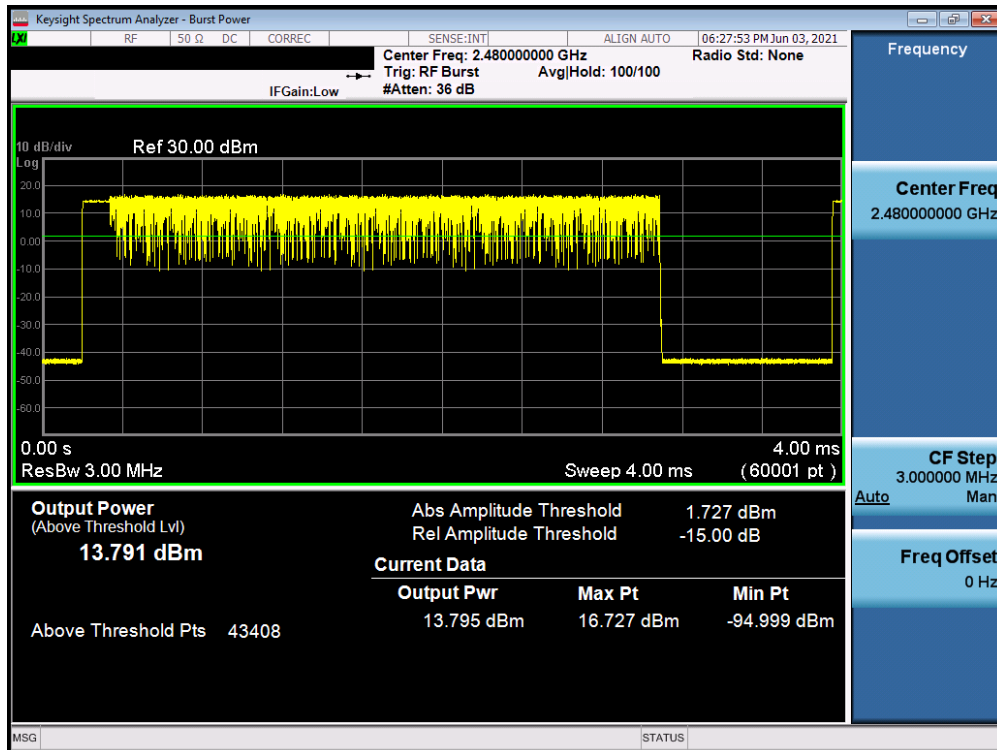 Keysight Spectrum Analyzer - Burst Power
LXI RF 50 Ω DC CORREC SENSE:INT ALIGN AUTO 06:27:53 PM Jun 03, 2021
Center Freq: 2.480000000 GHz Radio Std: None
Trig: RF Burst Avg|Hold: 100/100
IFGain:Low #Atten: 36 dB
10 dB/div Ref 30.00 dBm
Log
20.0
10.0
0.00
-10.0
-20.0
-30.0
-40.0
-50.0
-60.0
0.00 s 4.00 ms
ResBw 3.00 MHz Sweep 4.00 ms (60001 pt)
Output Power
(Above Threshold Lvl)
13.791 dBm
Above Threshold Pts 43408
Abs Amplitude Threshold 1.727 dBm
Rel Amplitude Threshold -15.00 dB
Current Data
Output Pwr Max Pt Min Pt
13.795 dBm 16.727 dBm -94.999 dBm
Frequency
Center Freq
2.480000000 GHz
CF Step
3.000000 MHz
Auto Man
Freq Offset
0 Hz
MSG STATUS